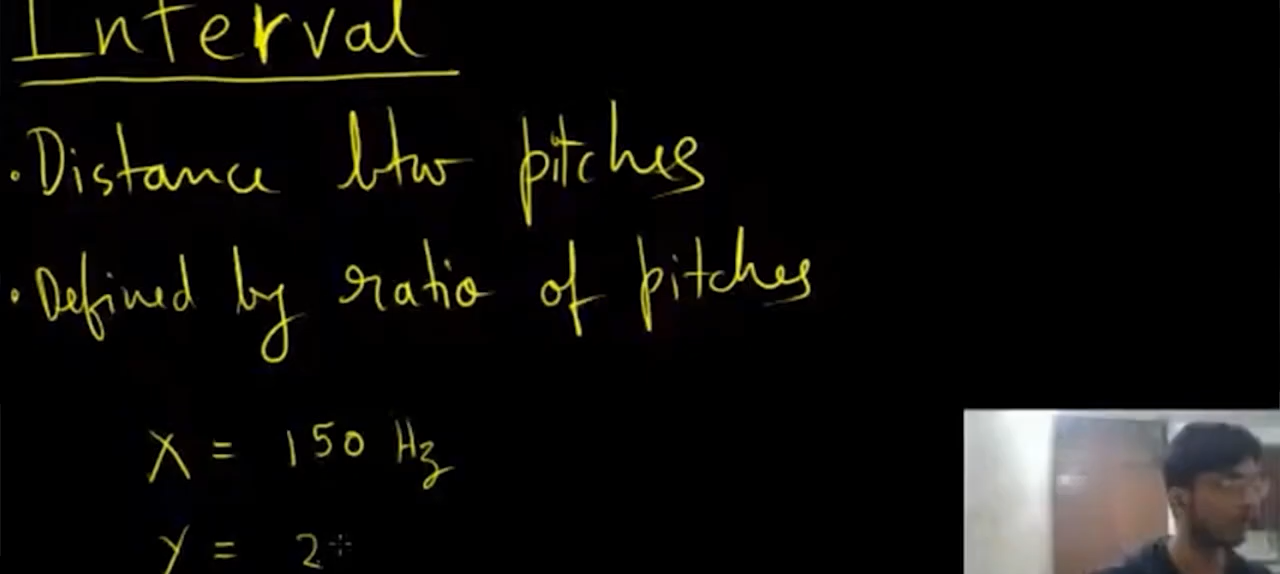 Interval
• Distance btw pitches
• Defined by ratio of pitches
X = 150 Hz
Y = 2